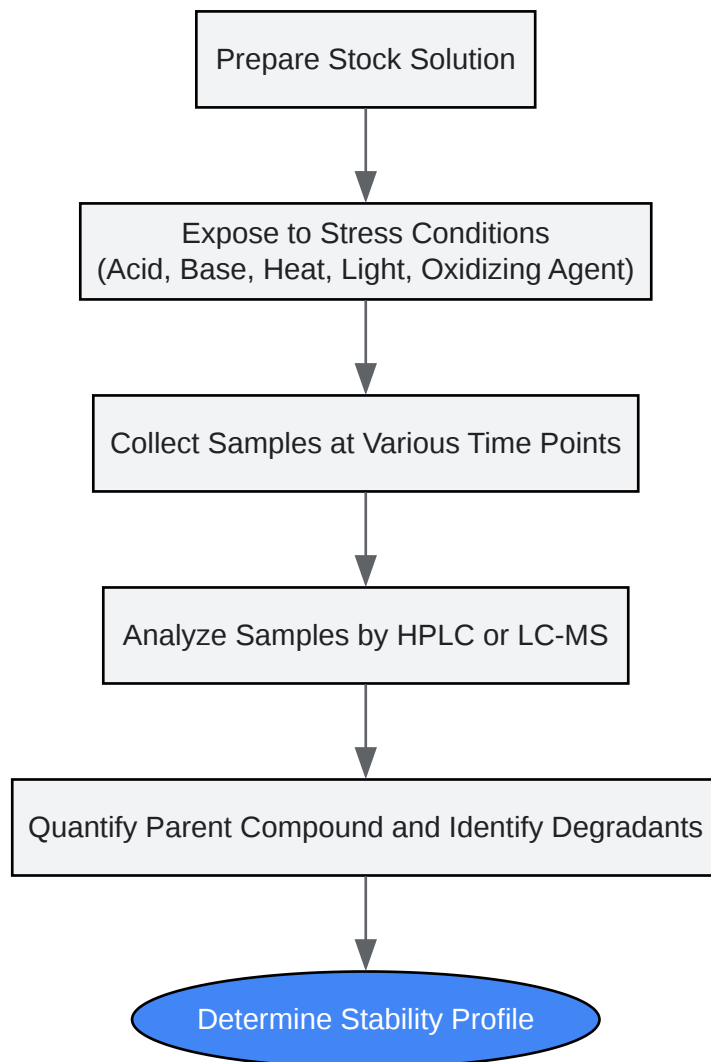 Prepare Stock Solution
Expose to Stress Conditions
(Acid, Base, Heat, Light, Oxidizing Agent)
Collect Samples at Various Time Points
Analyze Samples by HPLC or LC-MS
Quantify Parent Compound and Identify Degradants
Determine Stability Profile